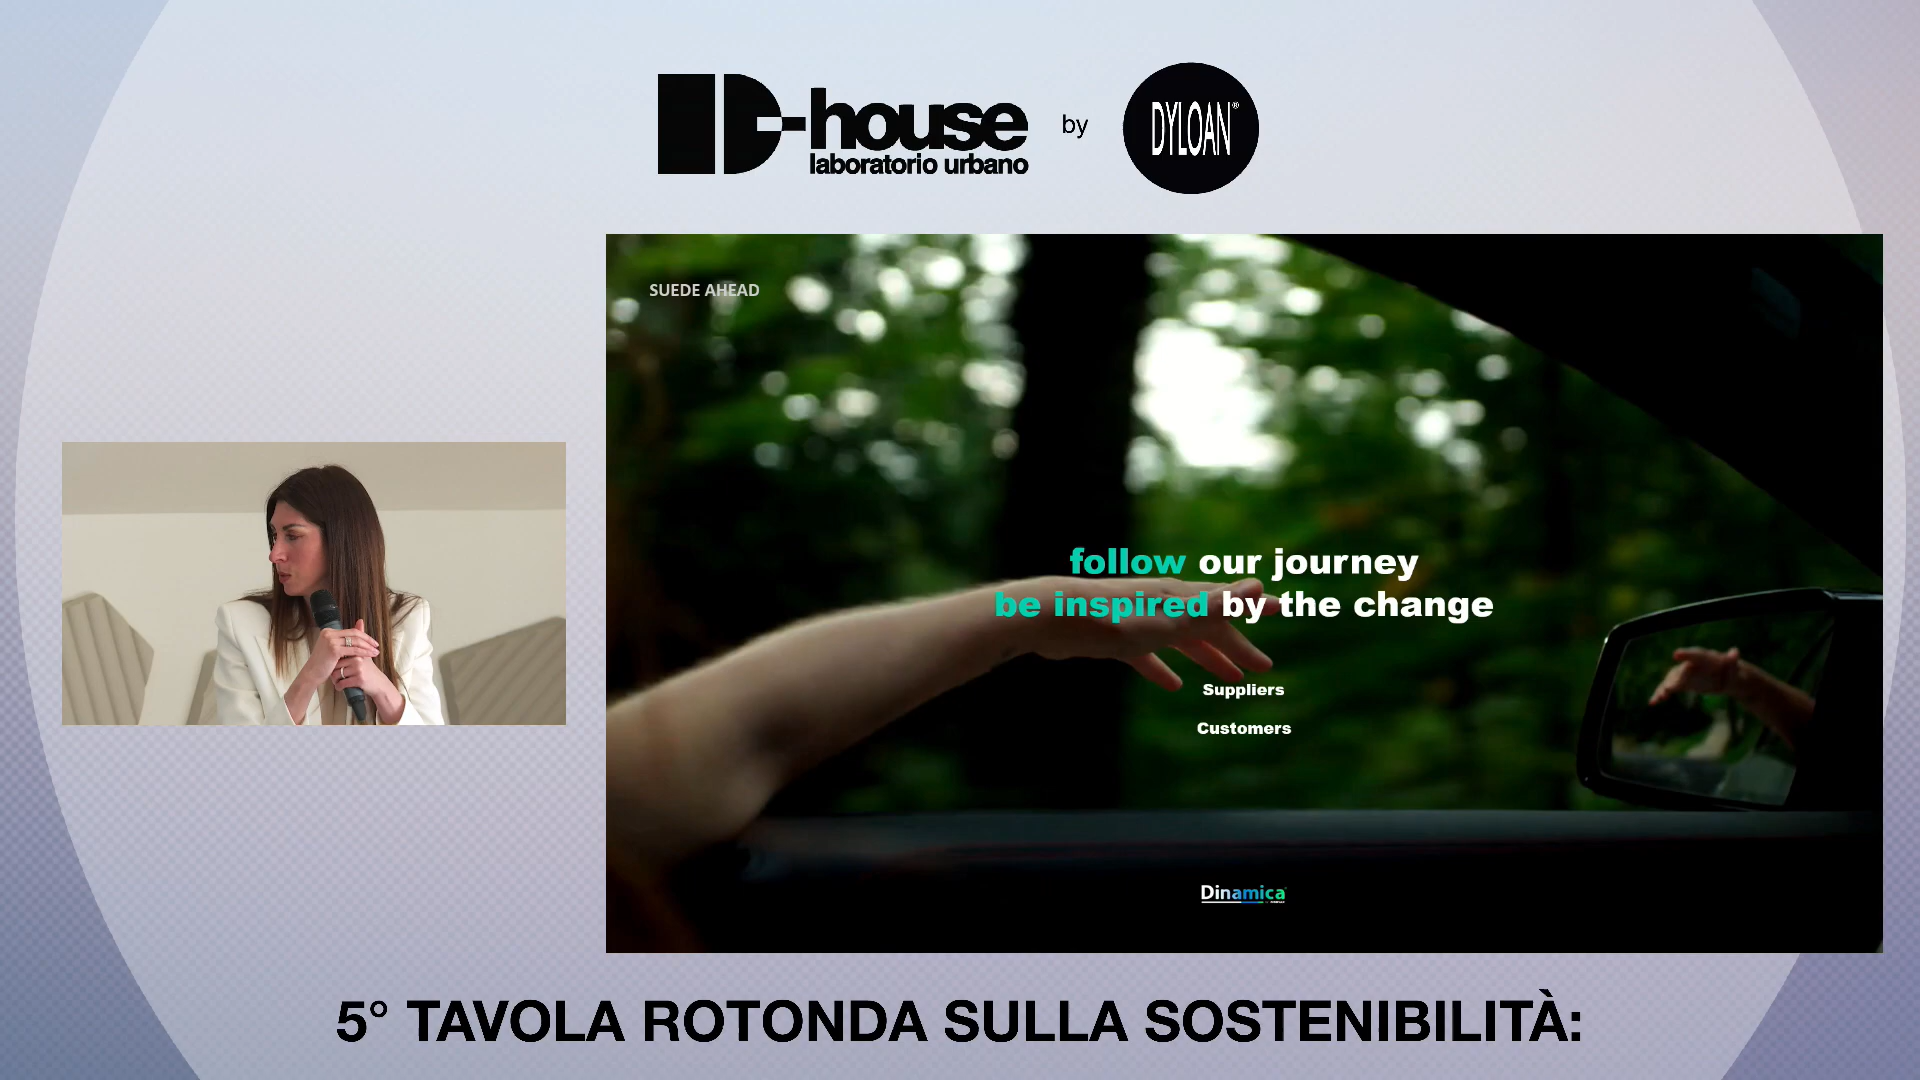 D-house
laboratorio urbano
by
DYLOAN®
SUEDE AHEAD
follow our journey
be inspired by the change
Suppliers
Customers
Dinamica
5° TAVOLA ROTONDA SULLA SOSTENIBILITÀ: